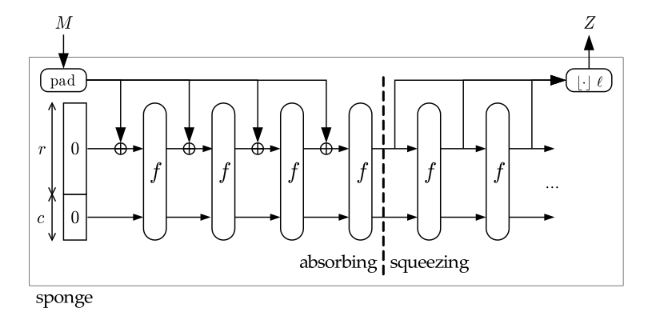 M Z
pad ⌊·⌋ ℓ
r 0 f f f f f f
...
c 0
absorbing squeezing
sponge